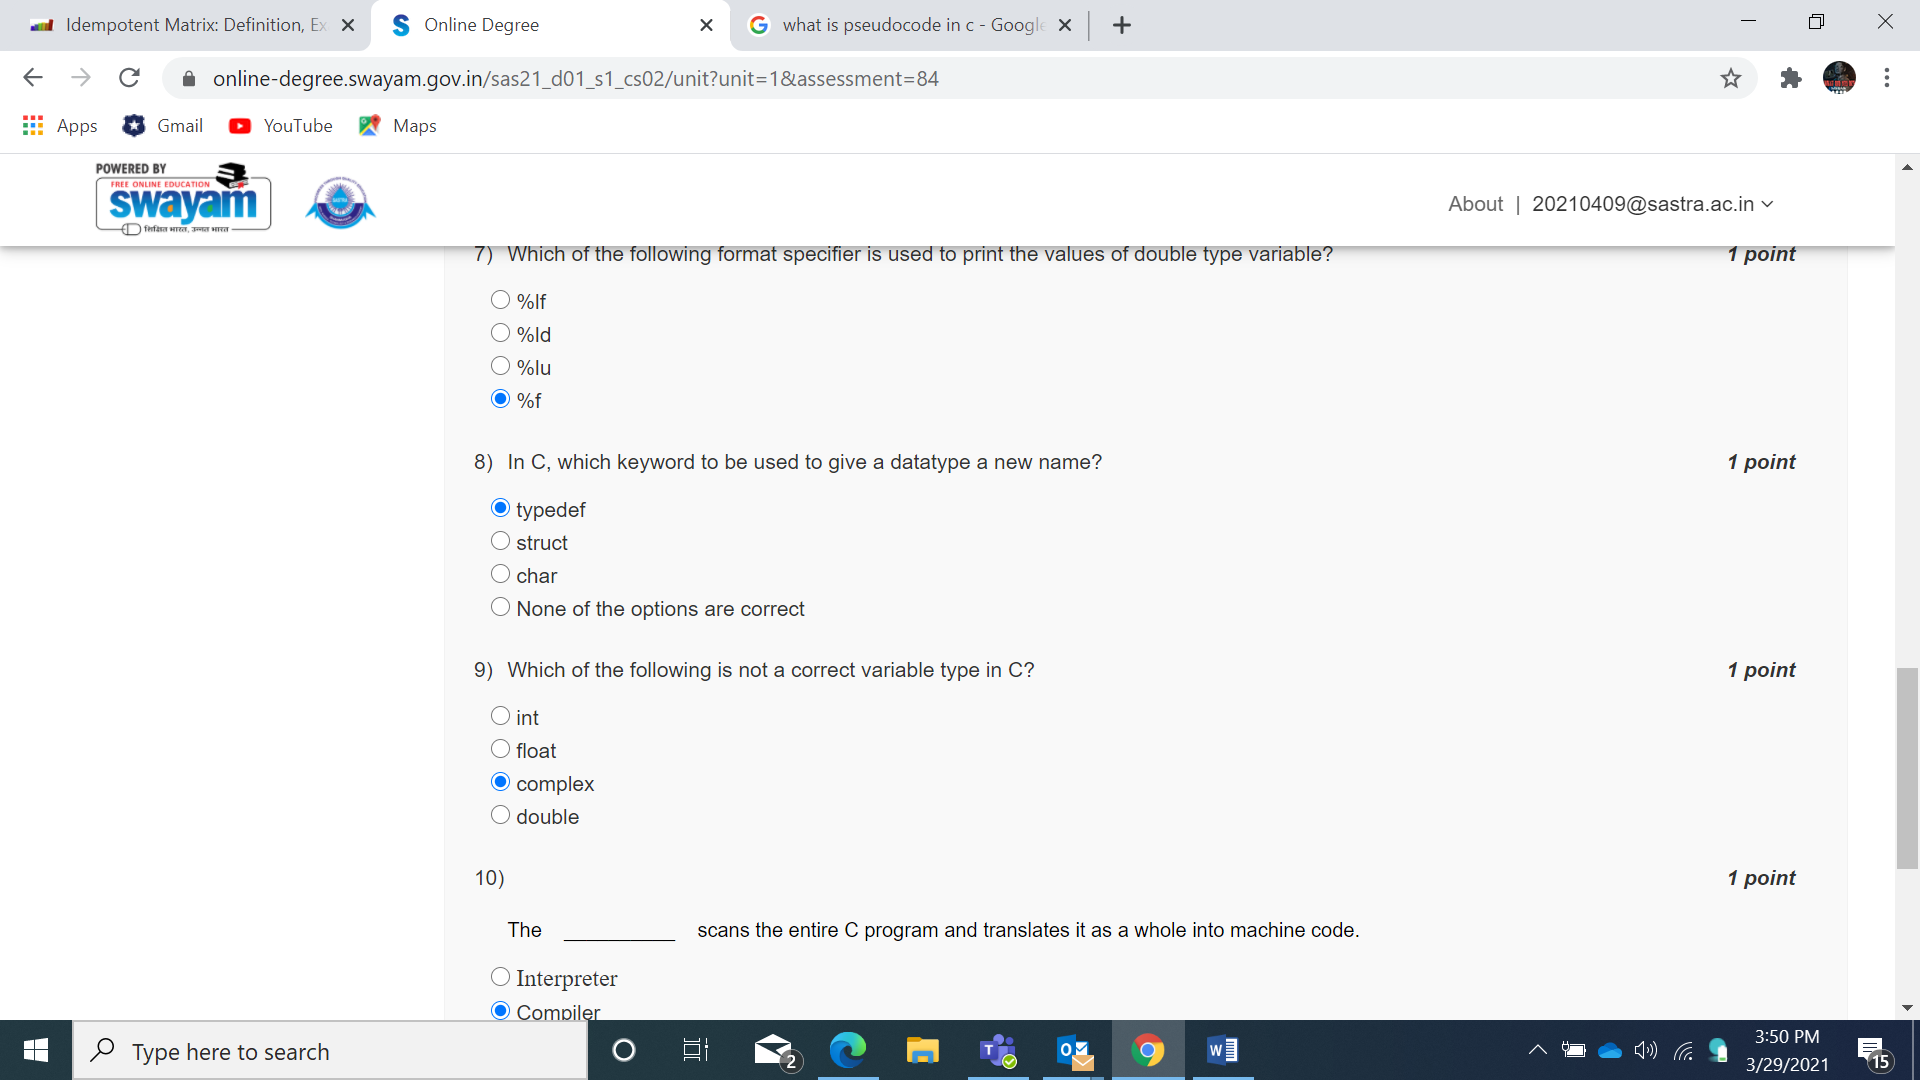 Idempotent Matrix: Definition, Ex
Online Degree
what is pseudocode in c - Google
online-degree.swayam.gov.in/sas21_d01_s1_cs02/unit?unit=1&assessment=84
Apps
Gmail
YouTube
Maps
POWERED BY
FREE ONLINE EDUCATION
swayam
शिक्षित भारत, उन्नत भारत
About | 20210409@sastra.ac.in
7) Which of the following format specifier is used to print the values of double type variable? 1 point
%lf
%ld
%lu
%f
8) In C, which keyword to be used to give a datatype a new name? 1 point
typedef
struct
char
None of the options are correct
9) Which of the following is not a correct variable type in C? 1 point
int
float
complex
double
10) 1 point
The __________ scans the entire C program and translates it as a whole into machine code.
Interpreter
Compiler
Type here to search
2
3:50 PM
3/29/2021
15